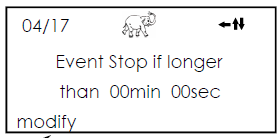 04/17
Event Stop if longer
than 00min 00sec
modify